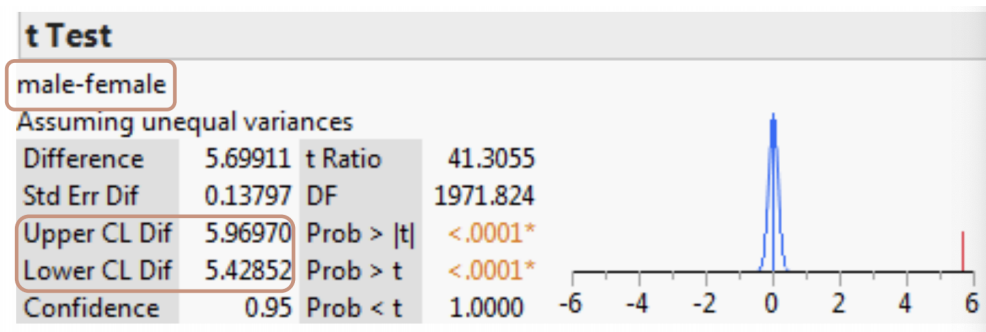 t Test
male-female
Assuming unequal variances
Difference 5.69911 t Ratio 41.3055
Std Err Dif 0.13797 DF 1971.824
Upper CL Dif 5.96970 Prob > |t| <.0001*
Lower CL Dif 5.42852 Prob > t <.0001*
Confidence 0.95 Prob < t 1.0000
-6 -4 -2 0 2 4 6